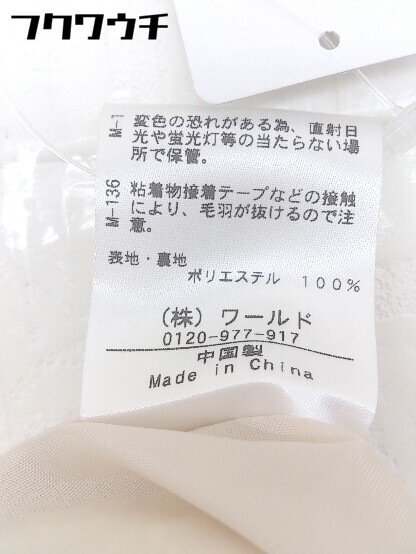 フクワウチ
M-1 変色の恐れがある為、直射日
光や蛍光灯等の当たらない場
所で保管。
M-136 粘着物接着テープなどの接触
により、毛羽が抜けるので注
意。
表地・裏地
ポリエステル 100%
(株) ワールド
0120-977-917
中国製
Made in China